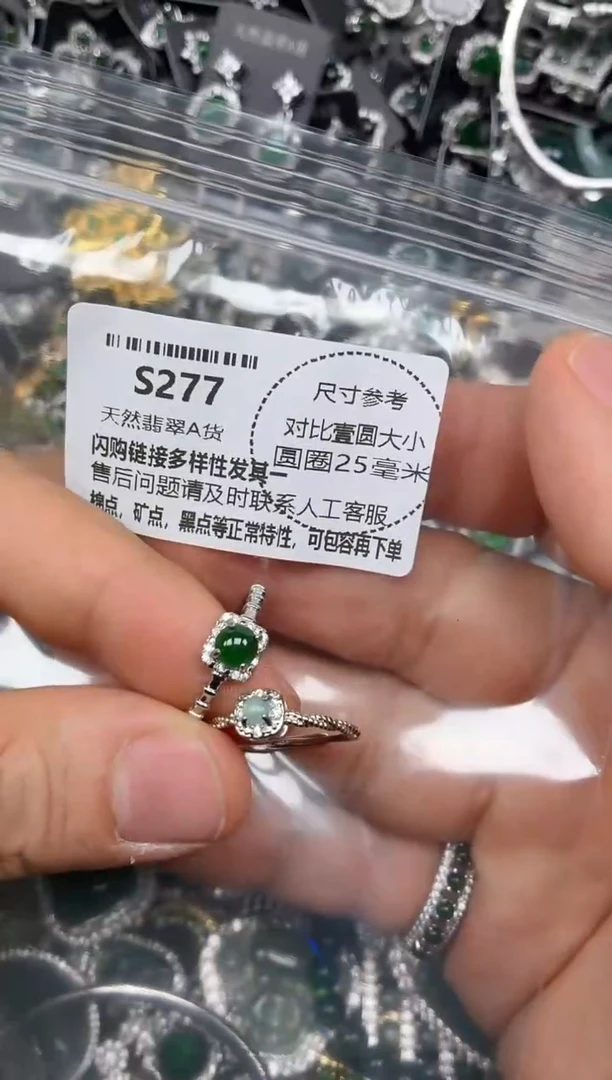 S277
天然翡翠A货
尺寸参考
对比壹圆大小
圆圈25毫米
闪购链接多样性发其一
售后问题请及时联系人工客服
棉点，矿点，黑点等正常特性，可包容再下单